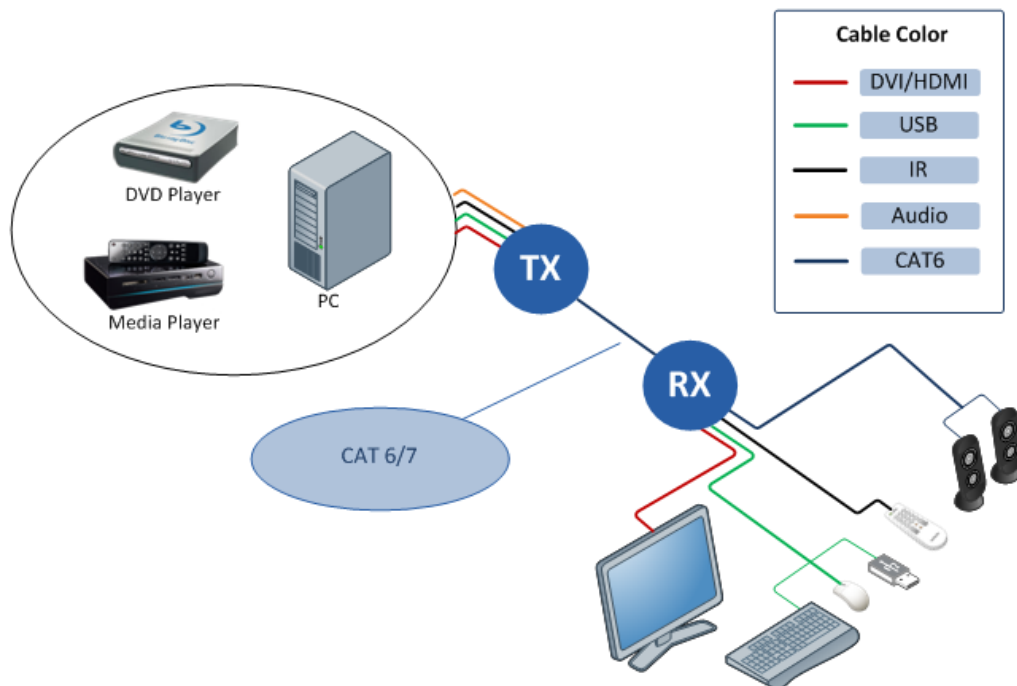 Cable Color
DVI/HDMI
USB
IR
Audio
CAT6
DVD Player
PC
Media Player
TX
RX
CAT 6/7